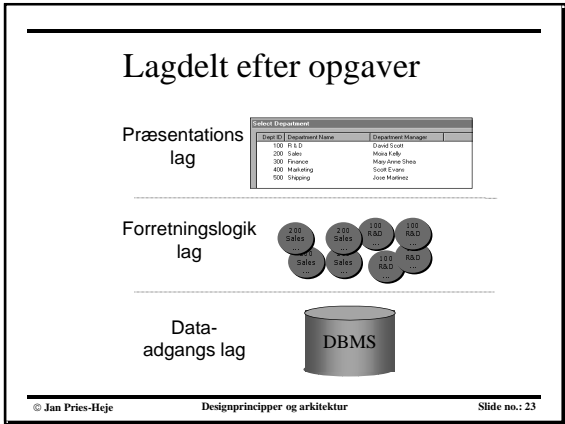 Lagdelt efter opgaver
Præsentations
lag
Select Department
Dept ID Department Name Department Manager
100 R & D David Scott
200 Sales Moira Kelly
300 Finance Mary Anne Shea
400 Marketing Scott Evans
500 Shipping Jose Martinez
Forretningslogik
lag
200
Sales
...
200
Sales
...
100
R&D
...
100
R&D
...
Sales
...
Sales
...
100
R&D
...
R&D
...
Data-
adgangs lag
DBMS
© Jan Pries-Heje Designprincipper og arkitektur Slide no.: 23